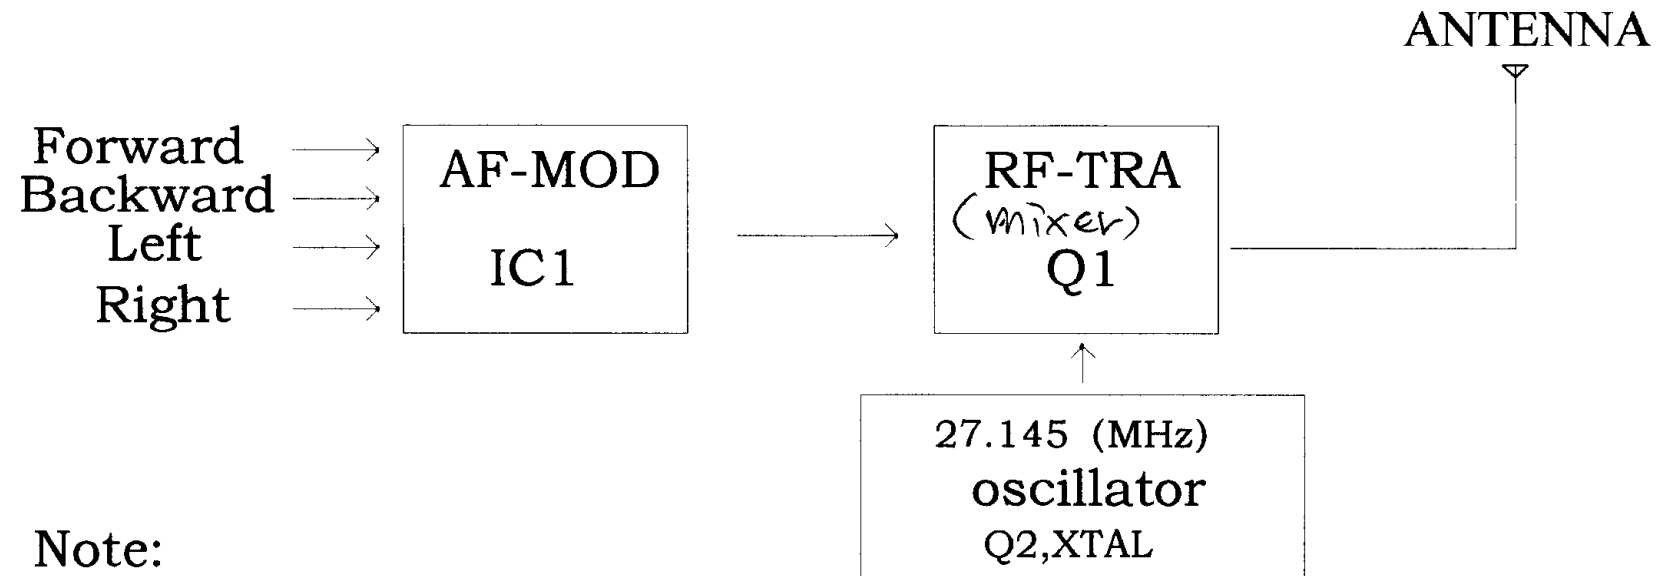 ANTENNA
Forward
Backward
Left
Right
AF-MOD
IC1
RF-TRA
(mixer)
Q1
27.145 (MHz)
oscillator
Q2,XTAL
Note: